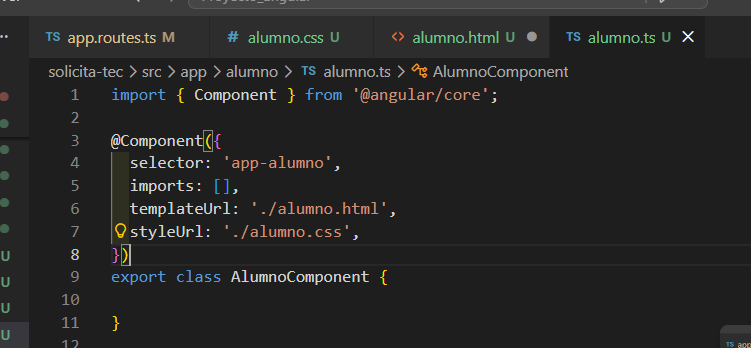 app.routes.ts M # alumno.css U <> alumno.html U TS alumno.ts U
solicita-tec > src > app > alumno > TS alumno.ts > AlumnoComponent
1 import { Component } from '@angular/core';
2
3 @Component({
4 selector: 'app-alumno',
5 imports: [],
6 templateUrl: './alumno.html',
7 styleUrl: './alumno.css',
8 })
9 export class AlumnoComponent {
10
11 }
12
U
U
U
U
TS app